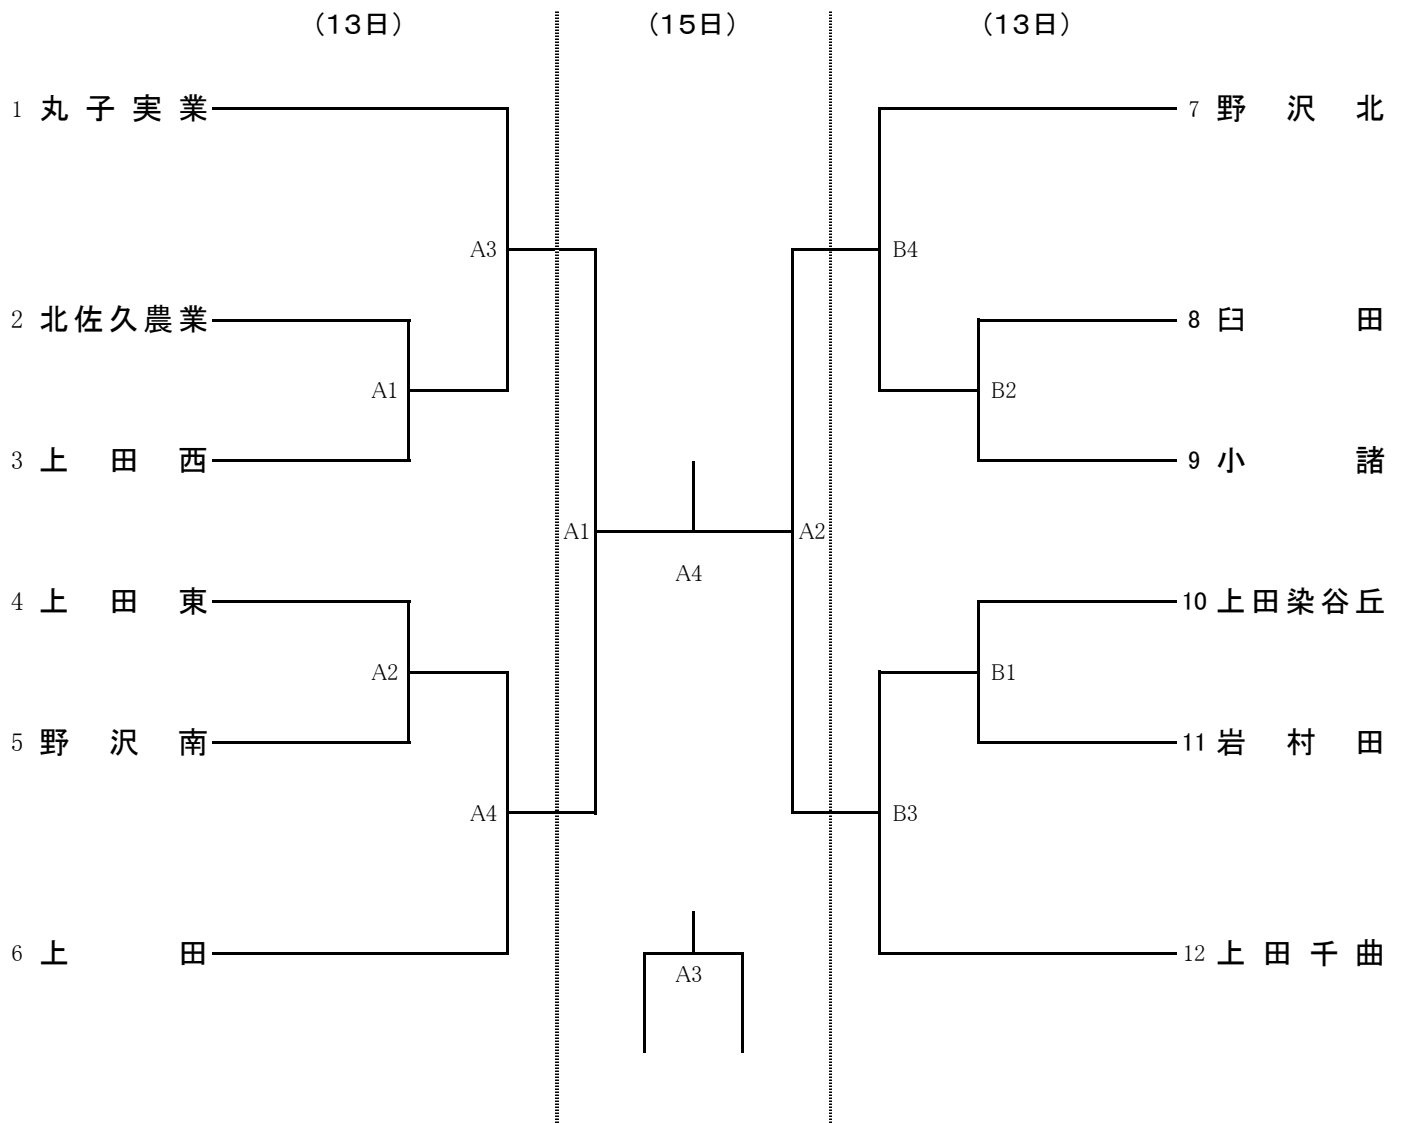 （13日）
（15日）
（13日）
1 丸子実業
7 野沢北
A3
B4
2 北佐久農業
8 臼田
A1
B2
3 上田西
9 小諸
A1
A2
A4
4 上田東
10 上田染谷丘
A2
B1
5 野沢南
11 岩村田
A4
B3
6 上田
12 上田千曲
A3